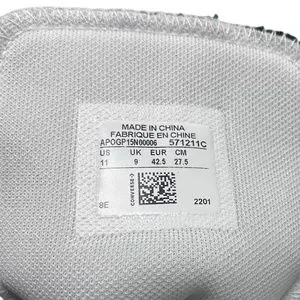 MADE IN CHINA
FABRIQUE EN CHINE
APOGP15N00006 571211C
US UK EUR CM
11 9 42.5 27.5
CONVERSE
8E 2201